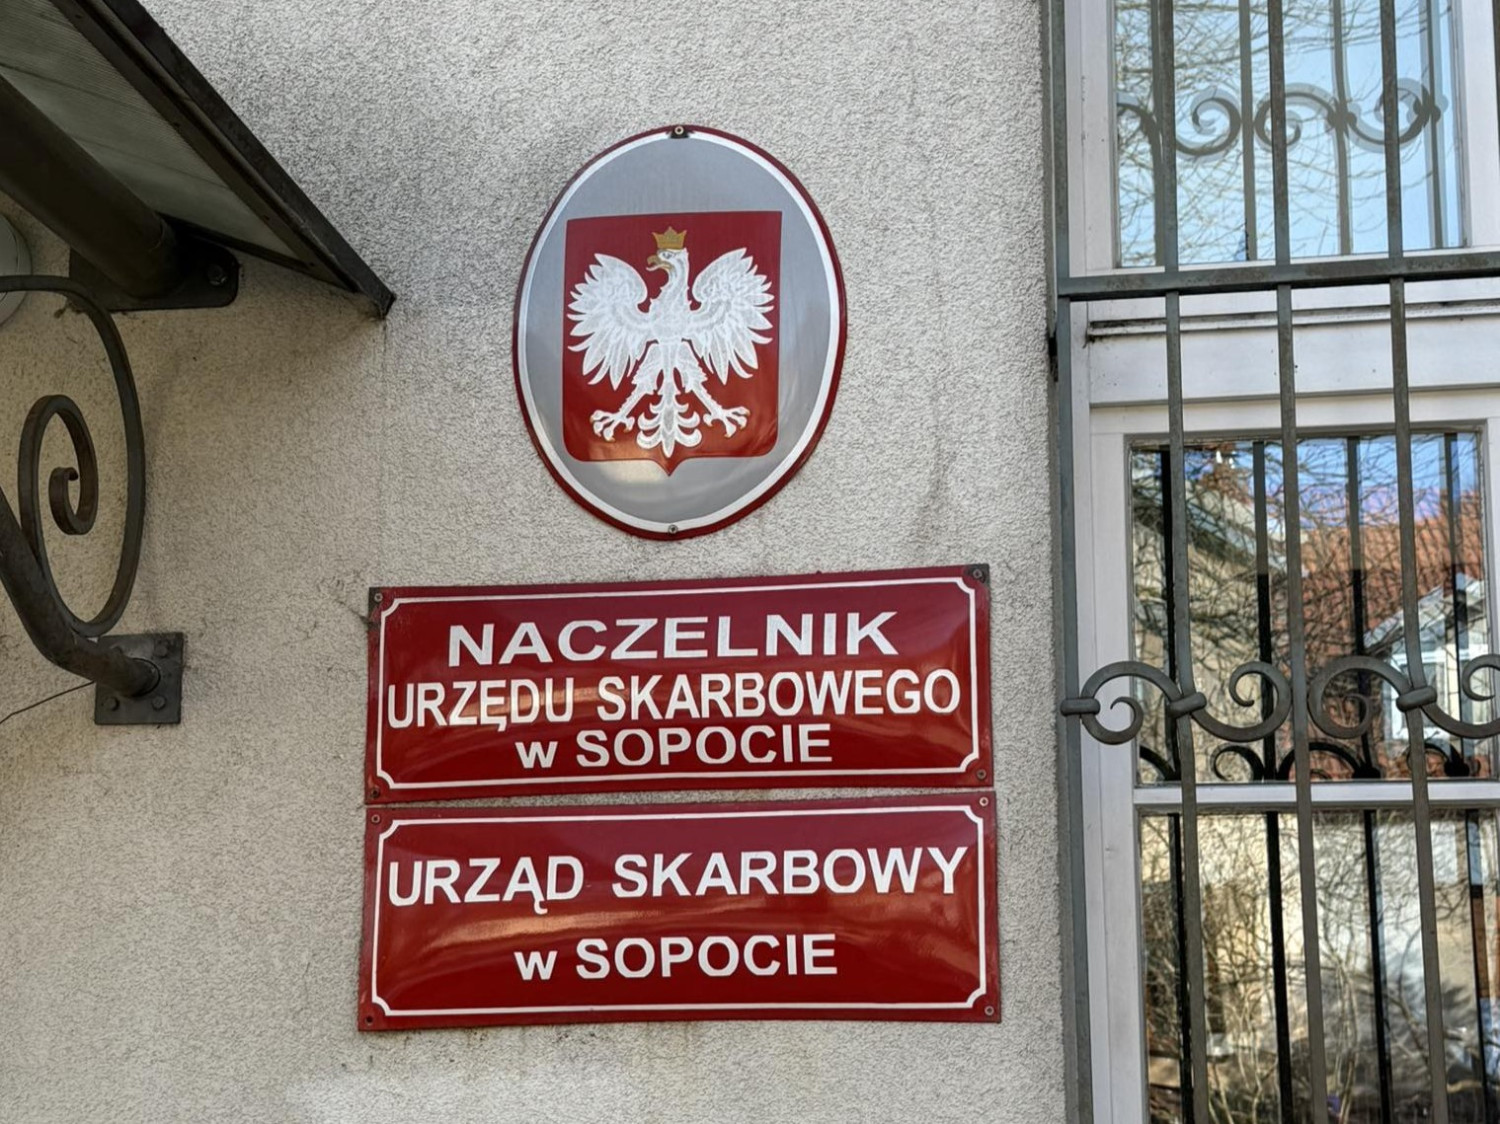 NACZELNIK
URZĘDU SKARBOWEGO
w SOPOCIE
URZĄD SKARBOWY
w SOPOCIE